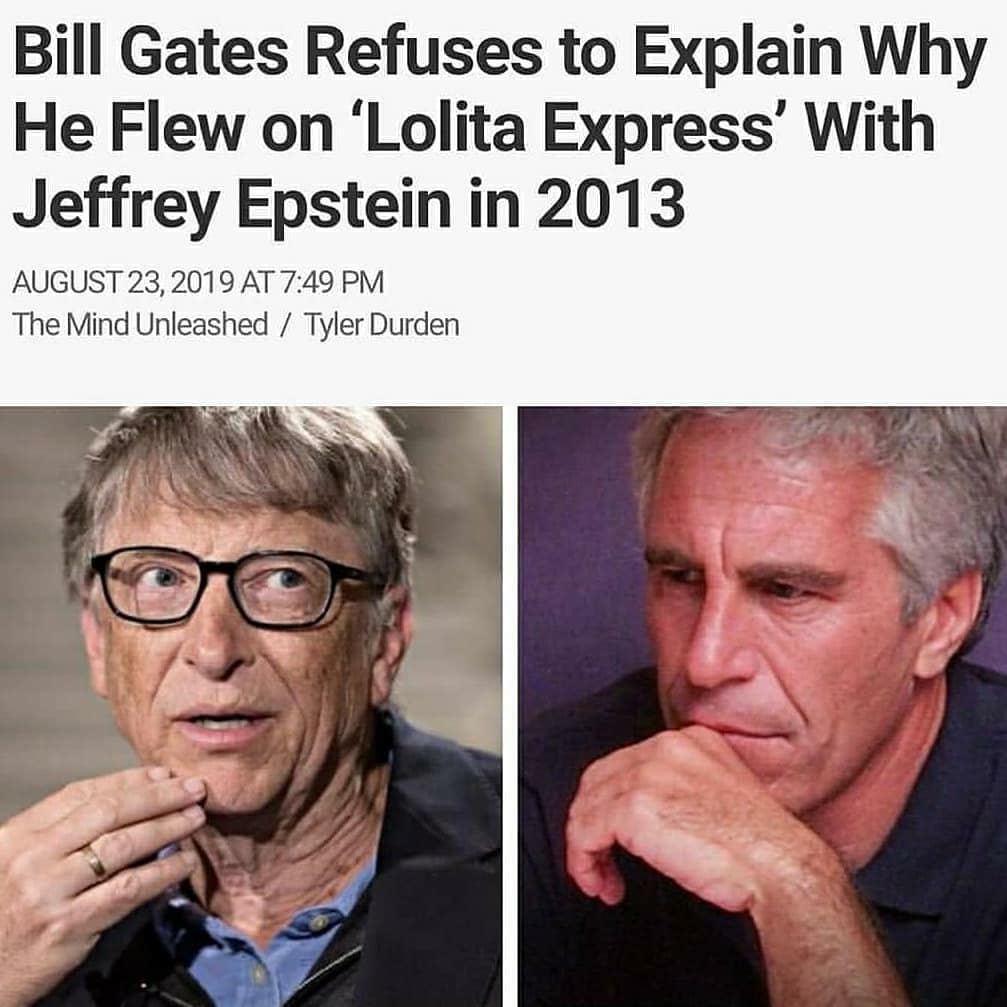 Bill Gates Refuses to Explain Why
He Flew on ‘Lolita Express’ With
Jeffrey Epstein in 2013
AUGUST 23, 2019 AT 7:49 PM
The Mind Unleashed / Tyler Durden